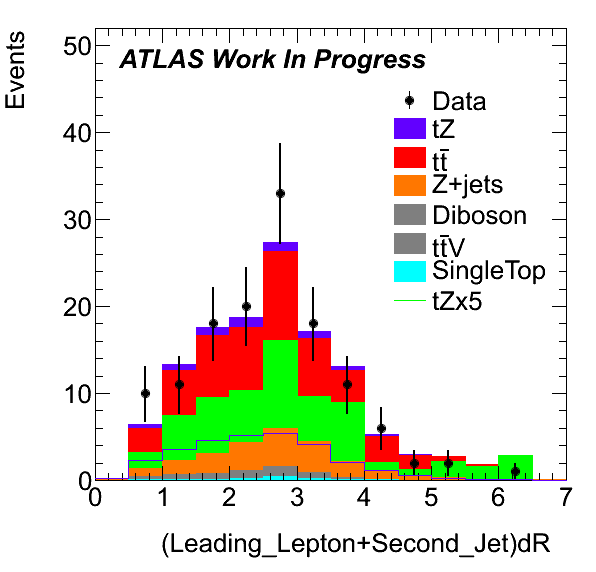 Events
50
40
30
20
10
0
ATLAS Work In Progress
Data
tZ
tt̄
Z+jets
Diboson
tt̄V
SingleTop
tZx5
0 1 2 3 4 5 6 7
(Leading_Lepton+Second_Jet)dR